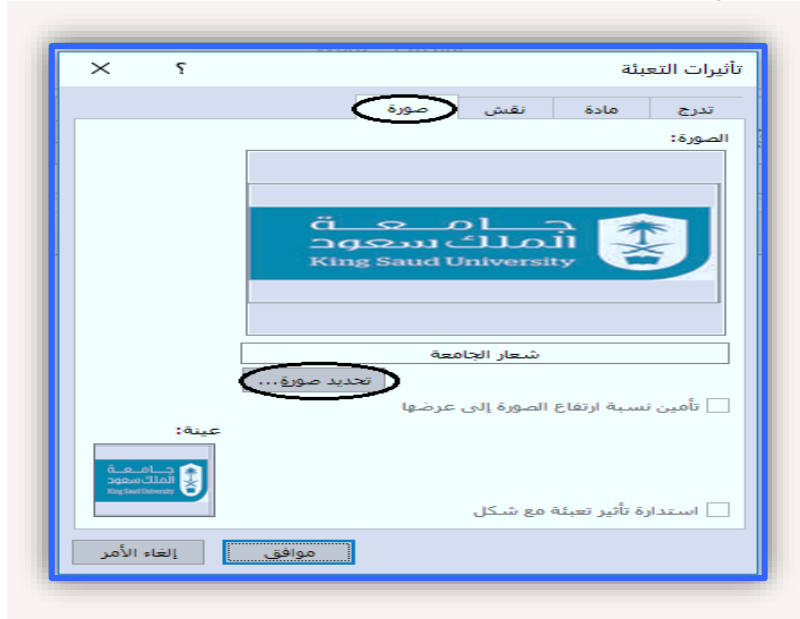 تأثيرات التعبئة ؟ ×
تدرج مادة نقش صورة
الصورة:
جامعة
الملك سعود
King Saud University
شعار الجامعة
تحديد صورة...
تأمين نسبة ارتفاع الصورة إلى عرضها
عينة:
جامعة
الملك سعود
King Saud University
استدارة تأثير تعبئة مع شكل
موافق إلغاء الأمر